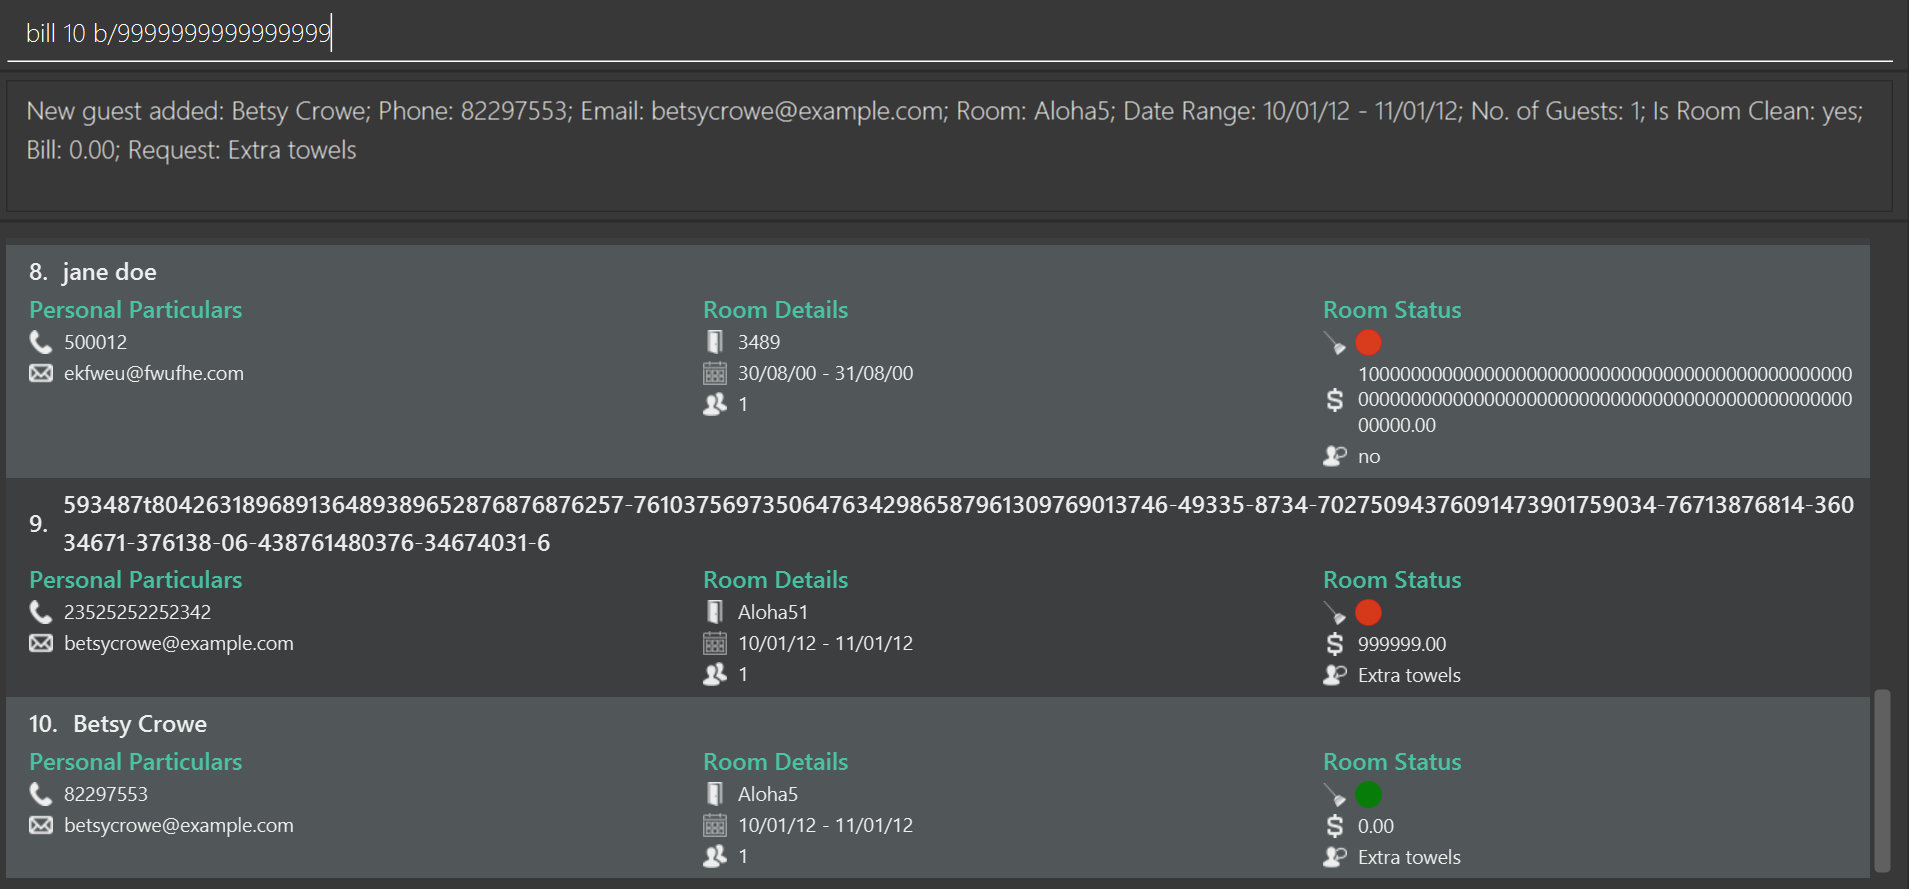 bill 10 b/9999999999999999
New guest added: Betsy Crowe; Phone: 82297553; Email: betsycrowe@example.com; Room: Aloha5; Date Range: 10/01/12 - 11/01/12; No. of Guests: 1; Is Room Clean: yes;
Bill: 0.00; Request: Extra towels
8. jane doe
Personal Particulars
500012
ekfweu@fwufhe.com
Room Details
3489
30/08/00 - 31/08/00
1
Room Status
10000000000000000000000000000000000000000000000
00000000000000000000000000000000000000000000000
00000.00
no
9. 593487t804263189689136489389652876876876257-76103756973506476342986587961309769013746-49335-8734-70275094376091473901759034-76713876814-360
34671-376138-06-438761480376-34674031-6
Personal Particulars
23525252252342
betsycrowe@example.com
Room Details
Aloha51
10/01/12 - 11/01/12
1
Room Status
999999.00
Extra towels
10. Betsy Crowe
Personal Particulars
82297553
betsycrowe@example.com
Room Details
Aloha5
10/01/12 - 11/01/12
1
Room Status
0.00
Extra towels